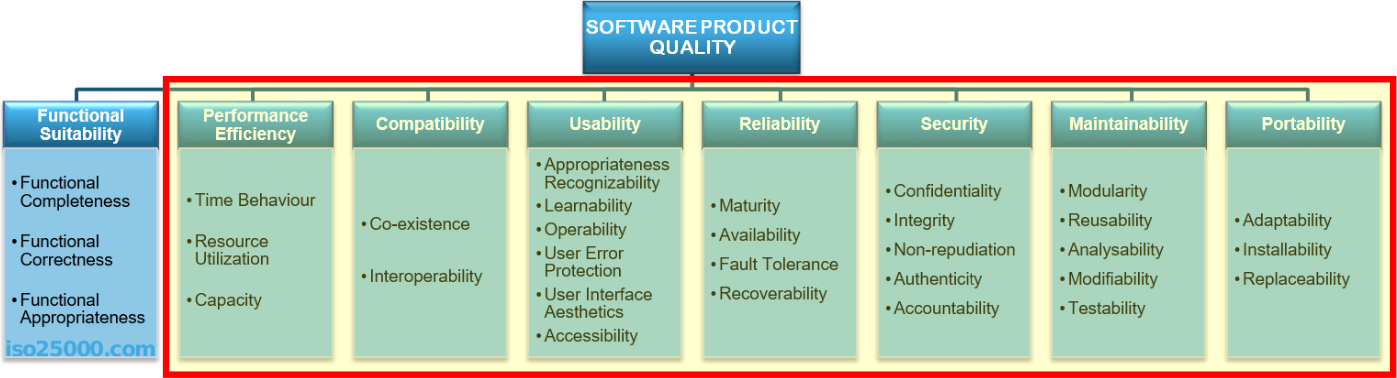 SOFTWARE PRODUCT
QUALITY
Functional
Suitability
• Functional
Completeness
• Functional
Correctness
• Functional
Appropriateness
iso25000.com
Performance
Efficiency
• Time Behaviour
• Resource
Utilization
• Capacity
Compatibility
• Co-existence
• Interoperability
Usability
• Appropriateness
Recognizability
• Learnability
• Operability
• User Error
Protection
• User Interface
Aesthetics
• Accessibility
Reliability
• Maturity
• Availability
• Fault Tolerance
• Recoverability
Security
• Confidentiality
• Integrity
• Non-repudiation
• Authenticity
• Accountability
Maintainability
• Modularity
• Reusability
• Analysability
• Modifiability
• Testability
Portability
• Adaptability
• Installability
• Replaceability